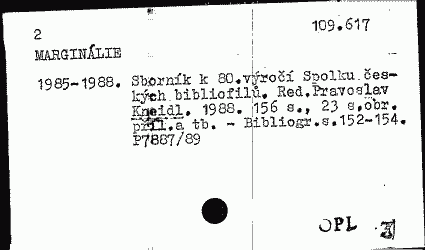 2
109.617
MARGINÁLIE
1985-1988. Sborník k 80.výročí Spolku čes-
kých bibliofilů. Red.Pravoslav
Kneidl. 1988. 156 s., 23 s.obr.
příl.a tb. - Bibliogr.s.152-154.
P7887/89
OPL